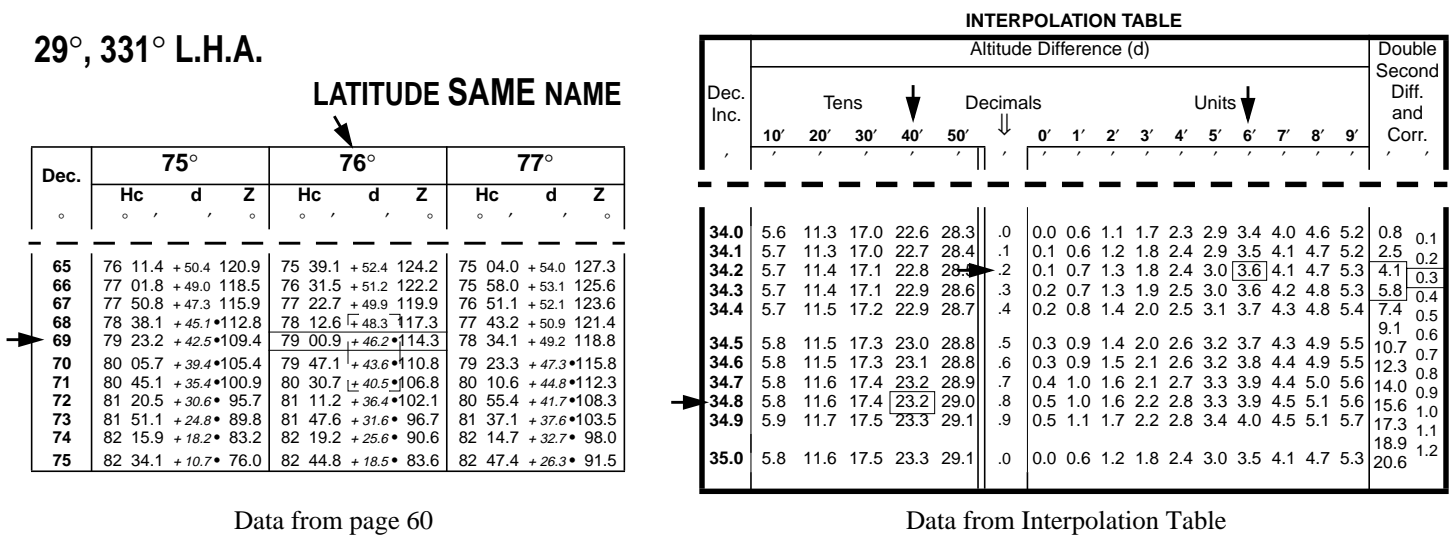 29°, 331° L.H.A.
LATITUDE SAME NAME
Dec. 75° 76° 77°
Hc d Z Hc d Z Hc d Z
° ° ′ ′ ° ° ′ ′ ° ° ′ ′ °
65 76 11.4 + 50.4 120.9 75 39.1 + 52.4 124.2 75 04.0 + 54.0 127.3
66 77 01.8 + 49.0 118.5 76 31.5 + 51.2 122.2 75 58.0 + 53.1 125.6
67 77 50.8 + 47.3 115.9 77 22.7 + 49.9 119.9 76 51.1 + 52.1 123.6
68 78 38.1 + 45.1 • 112.8 78 12.6 + 48.3 117.3 77 43.2 + 50.9 121.4
69 79 23.2 + 42.5 • 109.4 79 00.9 + 46.2 • 114.3 78 34.1 + 49.2 118.8
70 80 05.7 + 39.4 • 105.4 79 47.1 + 43.6 • 110.8 79 23.3 + 47.3 • 115.8
71 80 45.1 + 35.4 • 100.9 80 30.7 + 40.5 • 106.8 80 10.6 + 44.8 • 112.3
72 81 20.5 + 30.6 • 95.7 81 11.2 + 36.4 • 102.1 80 55.4 + 41.7 • 108.3
73 81 51.1 + 24.8 • 89.8 81 47.6 + 31.6 • 96.7 81 37.1 + 37.6 • 103.5
74 82 15.9 + 18.2 • 83.2 82 19.2 + 25.6 • 90.6 82 14.7 + 32.7 • 98.0
75 82 34.1 + 10.7 • 76.0 82 44.8 + 18.5 • 83.6 82 47.4 + 26.3 • 91.5
Data from page 60
INTERPOLATION TABLE
Altitude Difference (d)
Dec. Inc.
Tens Decimals Units
Double
Second
Diff.
and
Corr.
10′ 20′ 30′ 40′ 50′ ⇓ 0′ 1′ 2′ 3′ 4′ 5′ 6′ 7′ 8′ 9′
′ ′ ′ ′ ′ ′ ′ ′ ′ ′ ′ ′ ′ ′ ′ ′ ′ ′ ′
34.0 5.6 11.3 17.0 22.6 28.3 .0 0.0 0.6 1.1 1.7 2.3 2.9 3.4 4.0 4.6 5.2
34.1 5.7 11.3 17.0 22.7 28.4 .1 0.1 0.6 1.2 1.8 2.4 2.9 3.5 4.1 4.7 5.2
34.2 5.7 11.4 17.1 22.8 .2 0.1 0.7 1.3 1.8 2.4 3.0 3.6 4.1 4.7 5.3
34.3 5.7 11.4 17.1 22.9 28.6 .3 0.2 0.7 1.3 1.9 2.5 3.0 3.6 4.2 4.8 5.3
34.4 5.7 11.5 17.2 22.9 28.7 .4 0.2 0.8 1.4 2.0 2.5 3.1 3.7 4.3 4.8 5.4
34.5 5.8 11.5 17.3 23.0 28.8 .5 0.3 0.9 1.4 2.0 2.6 3.2 3.7 4.3 4.9 5.5
34.6 5.8 11.5 17.3 23.1 28.8 .6 0.3 0.9 1.5 2.1 2.6 3.2 3.8 4.4 4.9 5.5
34.7 5.8 11.6 17.4 23.2 28.9 .7 0.4 1.0 1.6 2.1 2.7 3.3 3.9 4.4 5.0 5.6
34.8 5.8 11.6 17.4 23.2 29.0 .8 0.5 1.0 1.6 2.2 2.8 3.3 3.9 4.5 5.1 5.6
34.9 5.9 11.7 17.5 23.3 29.1 .9 0.5 1.1 1.7 2.2 2.8 3.4 4.0 4.5 5.1 5.7
35.0 5.8 11.6 17.5 23.3 29.1 .0 0.0 0.6 1.2 1.8 2.4 3.0 3.5 4.1 4.7 5.3
0.8
0.1
2.5
0.2
4.1
0.3
5.8
0.4
7.4
0.5
9.1
0.6
10.7
0.7
12.3
0.8
14.0
0.9
15.6
1.0
17.3
1.1
18.9
1.2
20.6
Data from Interpolation Table